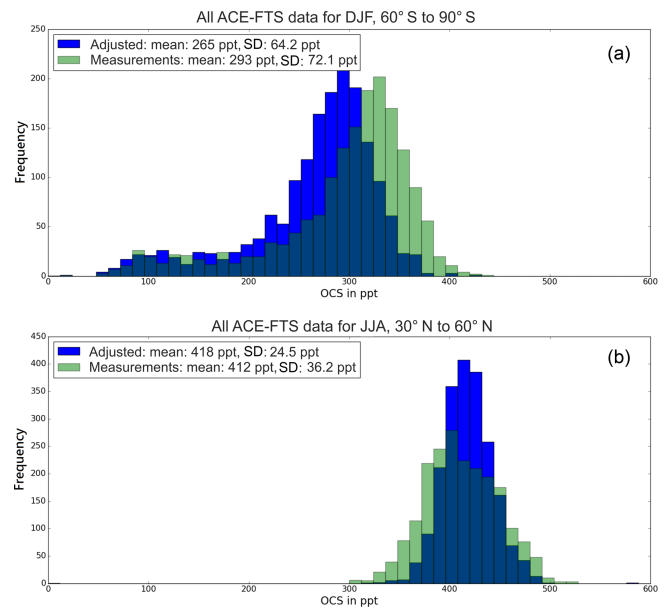 All ACE-FTS data for DJF, 60° S to 90° S
Adjusted: mean: 265 ppt, SD: 64.2 ppt
Measurements: mean: 293 ppt, SD: 72.1 ppt
(a)
250
200
150
100
50
0
Frequency
0 100 200 300 400 500 600
OCS in ppt
All ACE-FTS data for JJA, 30° N to 60° N
Adjusted: mean: 418 ppt, SD: 24.5 ppt
Measurements: mean: 412 ppt, SD: 36.2 ppt
(b)
450
400
350
300
250
200
150
100
50
0
Frequency
0 100 200 300 400 500 600
OCS in ppt